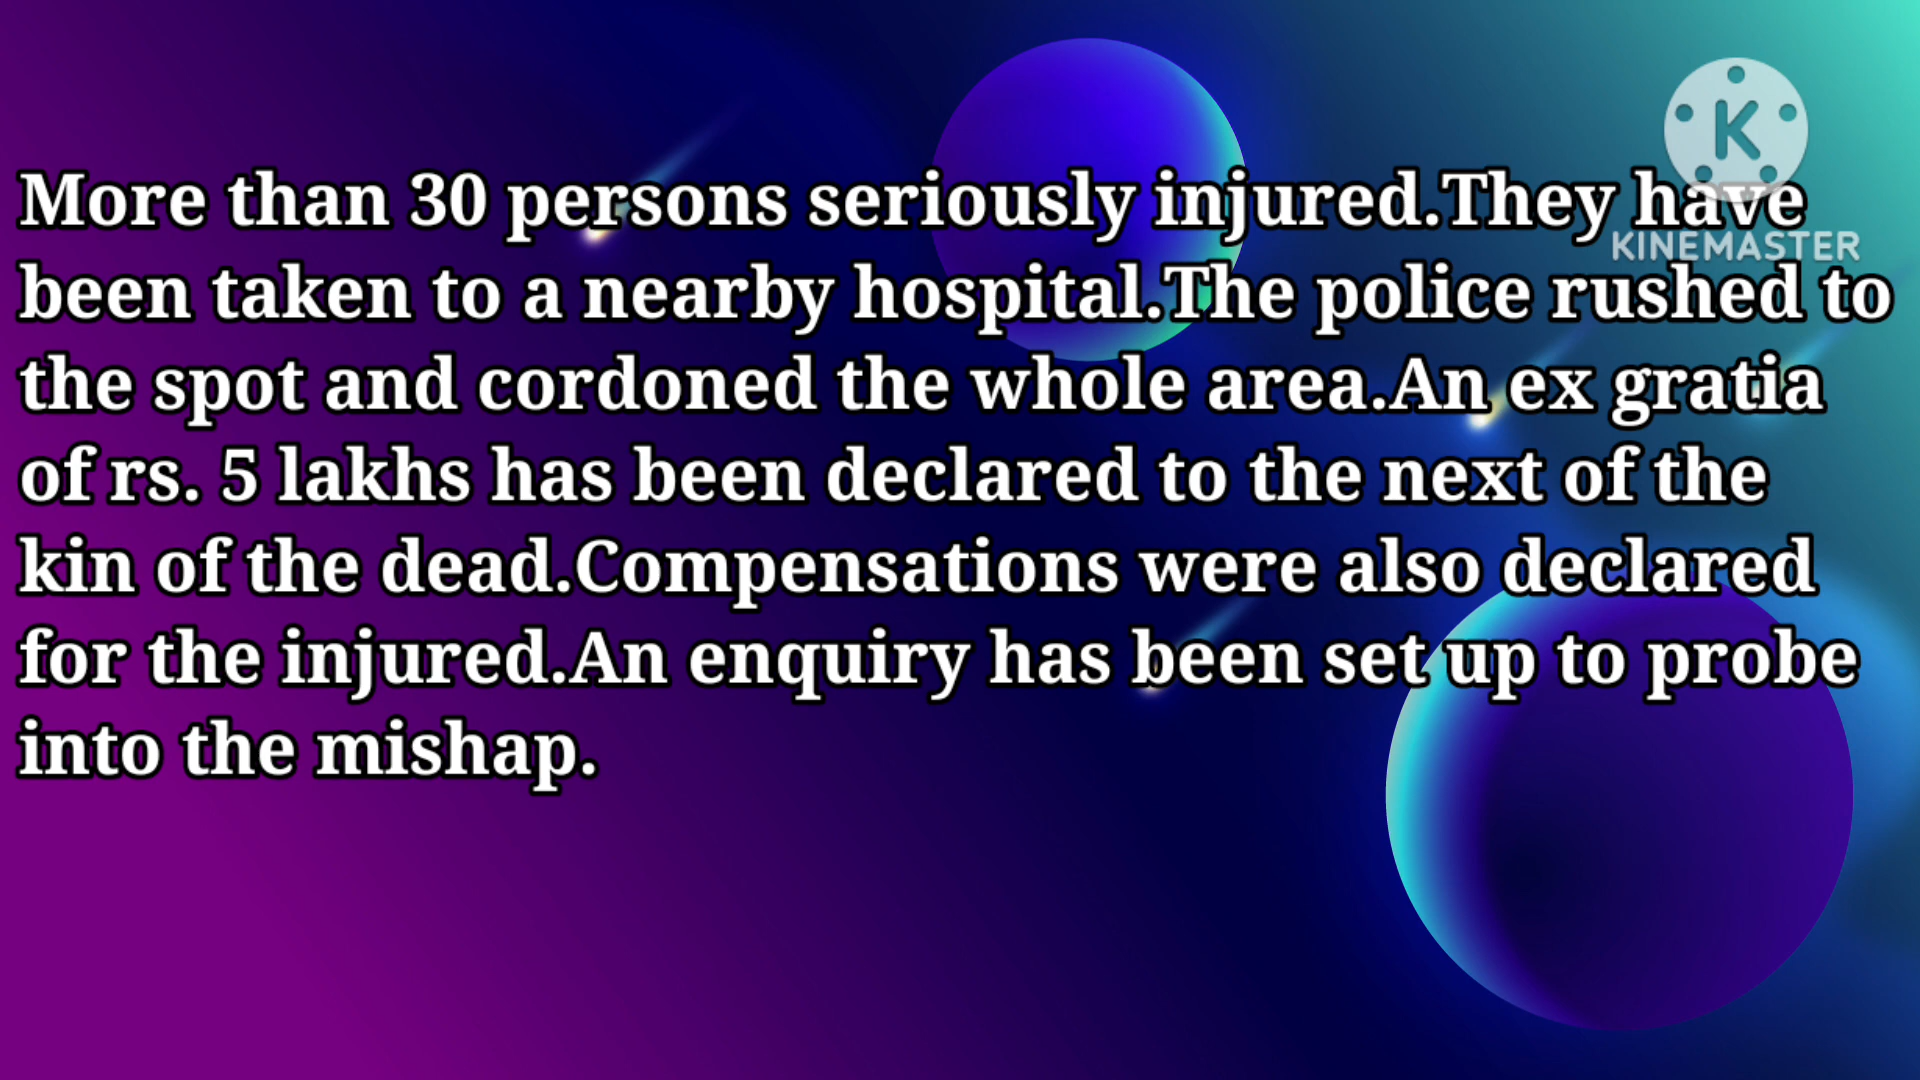 More than 30 persons seriously injured.They have
KINEMASTER
been taken to a nearby hospital.The police rushed to
the spot and cordoned the whole area.An ex gratia
of rs. 5 lakhs has been declared to the next of the
kin of the dead.Compensations were also declared
for the injured.An enquiry has been set up to probe
into the mishap.